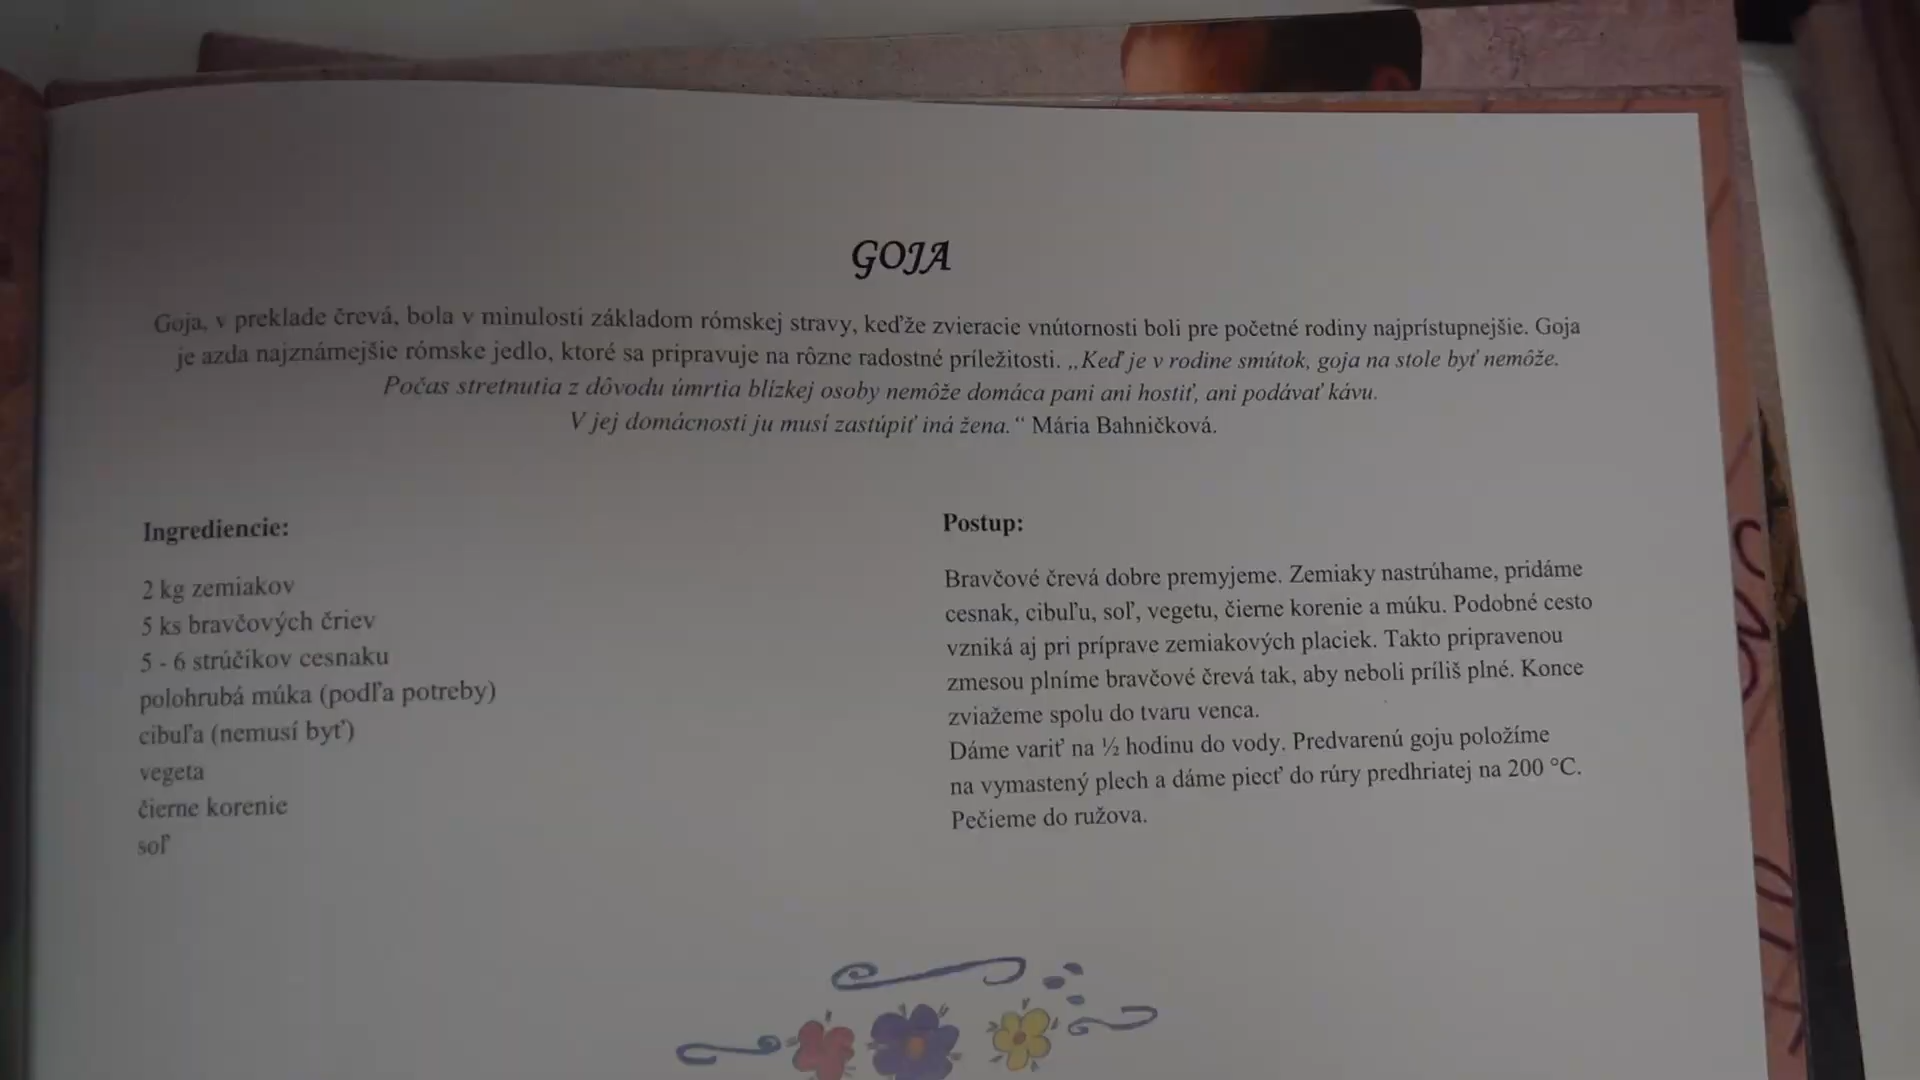 GOJA
Goja, v preklade črevá, bola v minulosti základom rómskej stravy, keďže zvieracie vnútornosti boli pre početné rodiny najprístupnejšie. Goja
je azda najznámejšie rómske jedlo, ktoré sa pripravuje na rôzne radostné príležitosti. „Keď je v rodine smútok, goja na stole byť nemôže.
Počas stretnutia z dôvodu úmrtia blízkej osoby nemôže domáca pani ani hostiť, ani podávať kávu.
V jej domácnosti ju musí zastúpiť iná žena." Mária Bahničková.
Ingrediencie:
2 kg zemiakov
5 ks bravčových čriev
5 - 6 strúčikov cesnaku
polohrubá múka (podľa potreby)
cibuľa (nemusí byť)
vegeta
čierne korenie
soľ
Postup:
Bravčové črevá dobre premyjeme. Zemiaky nastrúhame, pridáme
cesnak, cibuľu, soľ, vegetu, čierne korenie a múku. Podobné cesto
vzniká aj pri príprave zemiakových placiek. Takto pripravenou
zmesou plníme bravčové črevá tak, aby neboli príliš plné. Konce
zviažeme spolu do tvaru venca.
Dáme variť na ½ hodinu do vody. Predvarenú goju položíme
na vymastený plech a dáme piecť do rúry predhriatej na 200 °C.
Pečieme do ružova.